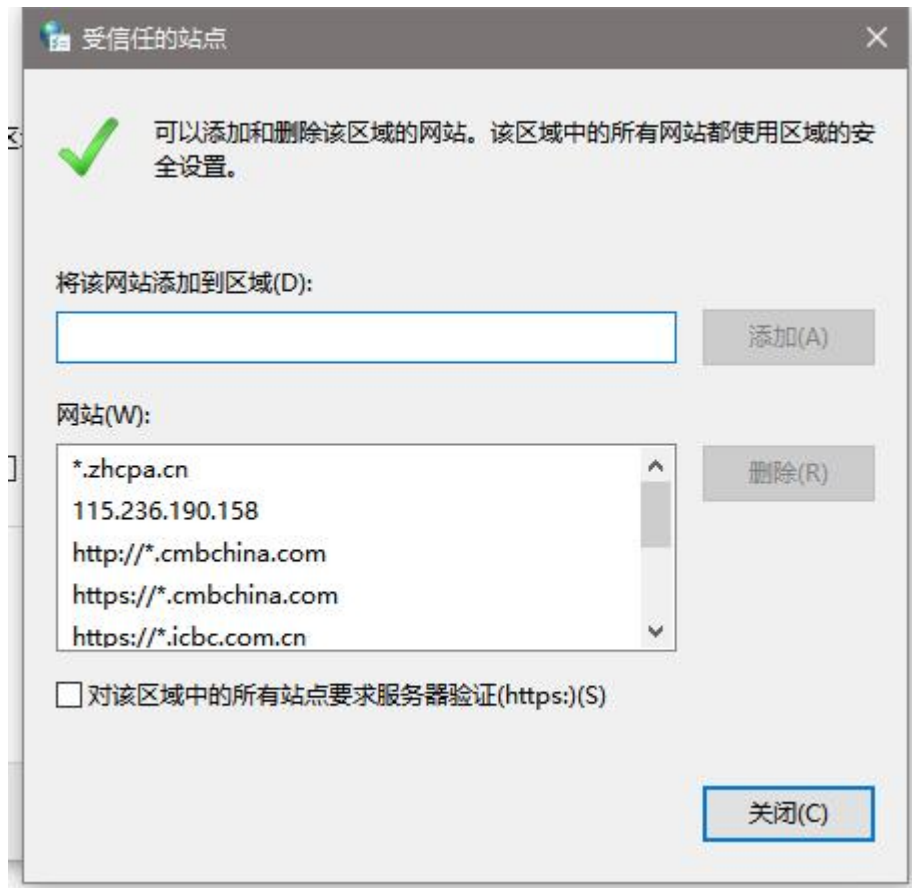 受信任的站点
可以添加和删除该区域的网站。该区域中的所有网站都使用区域的安
全设置。
将该网站添加到区域(D):
添加(A)
网站(W):
*.zhcpa.cn
115.236.190.158
http://*.cmbchina.com
https://*.cmbchina.com
https://*.icbc.com.cn
删除(R)
对该区域中的所有站点要求服务器验证(https:)(S)
关闭(C)